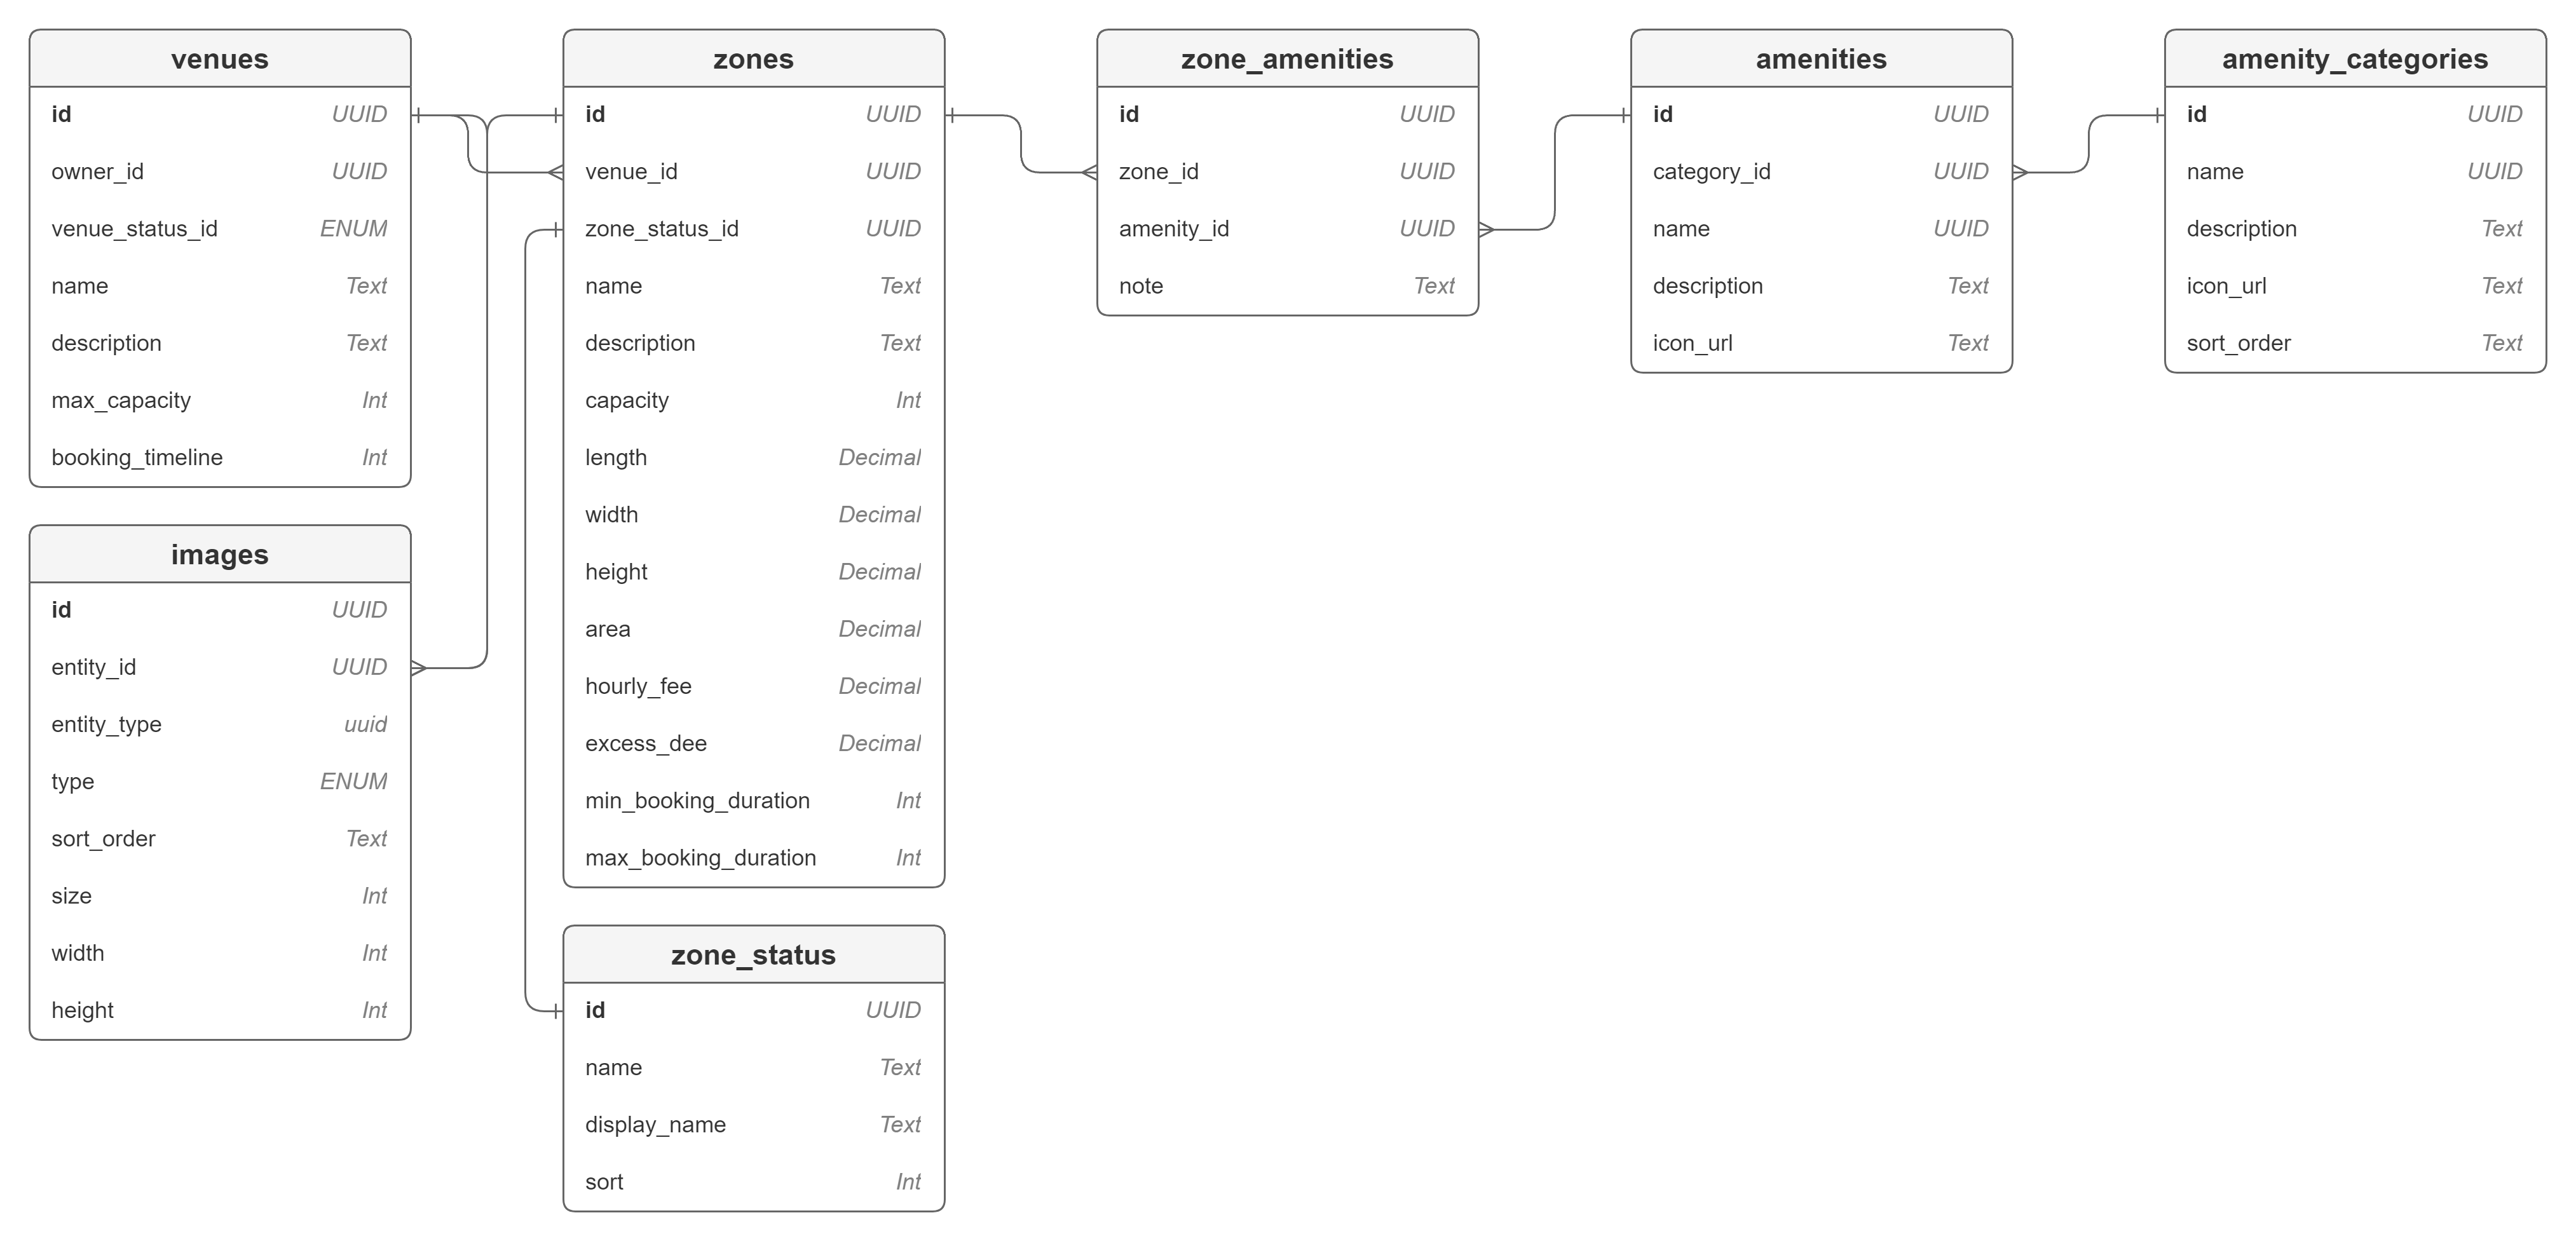 venues
id UUID
owner_id UUID
venue_status_id ENUM
name Text
description Text
max_capacity Int
booking_timeline Int
images
id UUID
entity_id UUID
entity_type uuid
type ENUM
sort_order Text
size Int
width Int
height Int
zones
id UUID
venue_id UUID
zone_status_id UUID
name Text
description Text
capacity Int
length Decimal
width Decimal
height Decimal
area Decimal
hourly_fee Decimal
excess_dee Decimal
min_booking_duration Int
max_booking_duration Int
zone_status
id UUID
name Text
display_name Text
sort Int
zone_amenities
id UUID
zone_id UUID
amenity_id UUID
note Text
amenities
id UUID
category_id UUID
name UUID
description Text
icon_url Text
amenity_categories
id UUID
name UUID
description Text
icon_url Text
sort_order Text